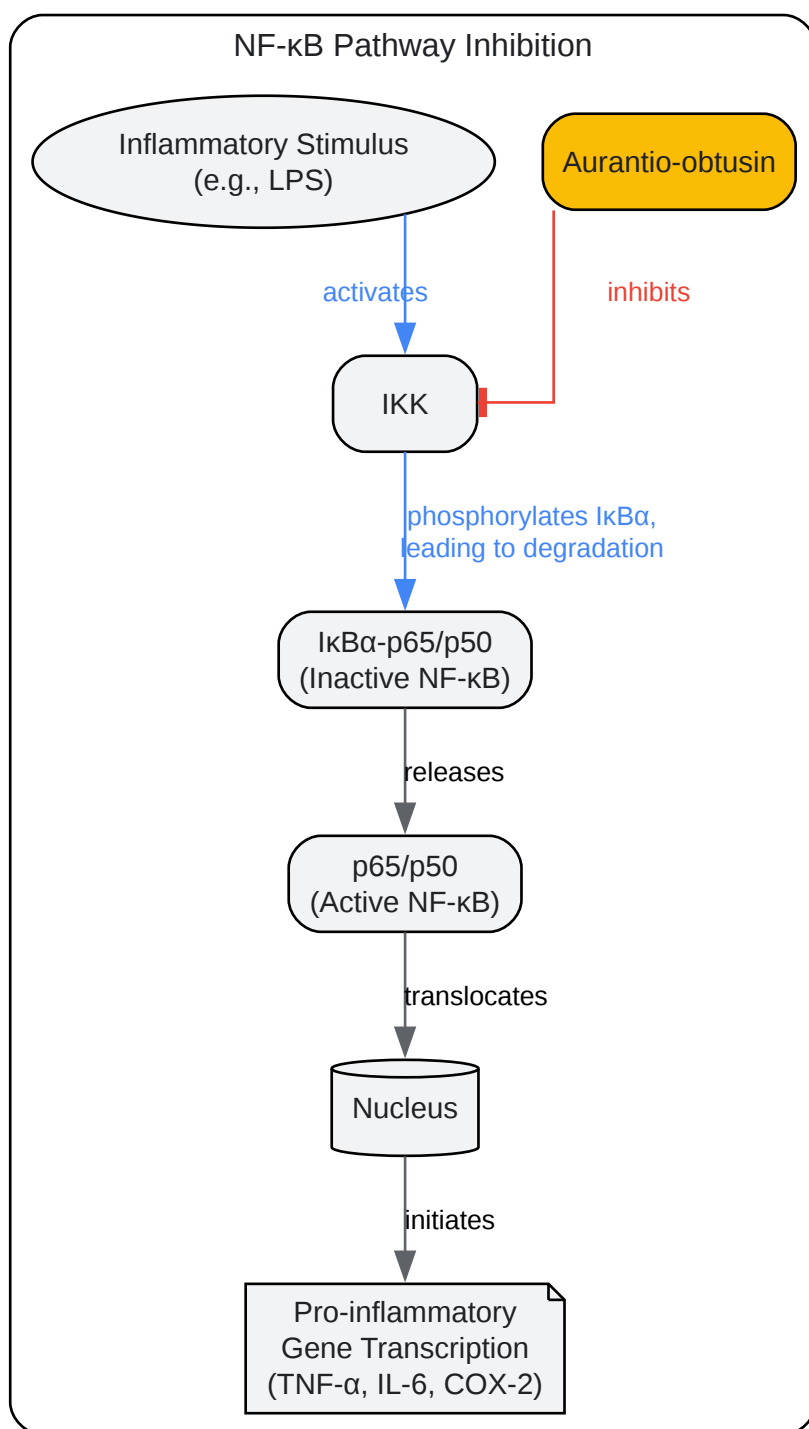 NF-κB Pathway Inhibition
Inflammatory Stimulus
(e.g., LPS)
Aurantio-obtusin
activates
inhibits
IKK
phosphorylates IκBα,
leading to degradation
IκBα-p65/p50
(Inactive NF-κB)
releases
p65/p50
(Active NF-κB)
translocates
Nucleus
initiates
Pro-inflammatory
Gene Transcription
(TNF-α, IL-6, COX-2)